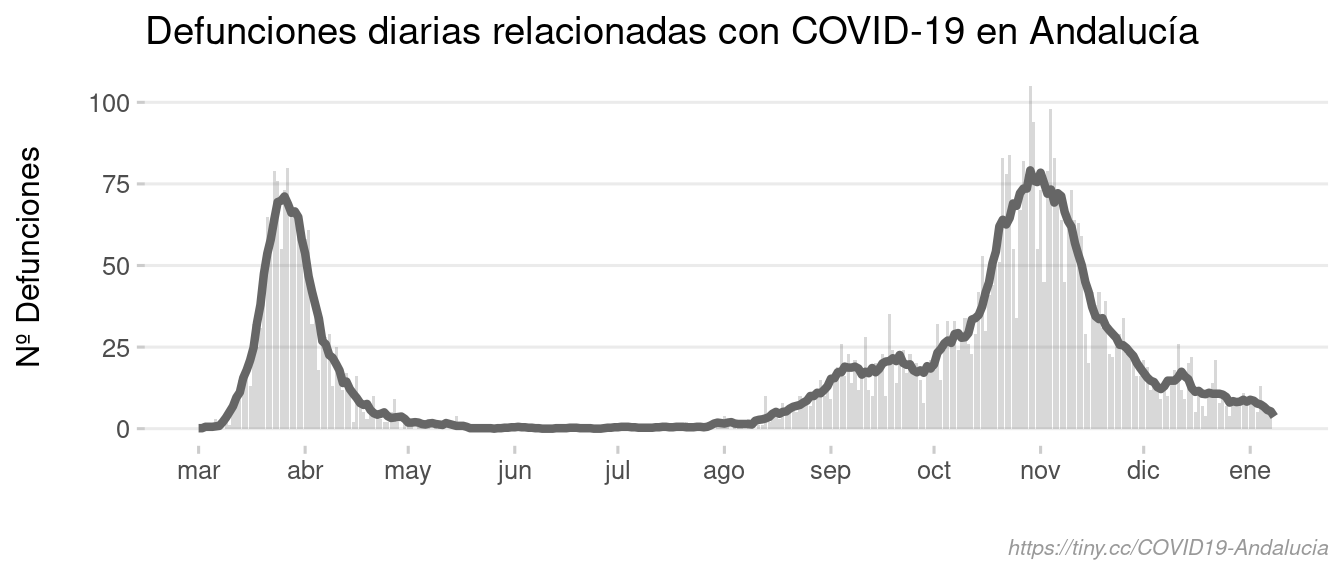 Defunciones diarias relacionadas con COVID-19 en Andalucía
Nº Defunciones
100
75
50
25
0
mar abr may jun jul ago sep oct nov dic ene
https://tiny.cc/COVID19-Andalucia